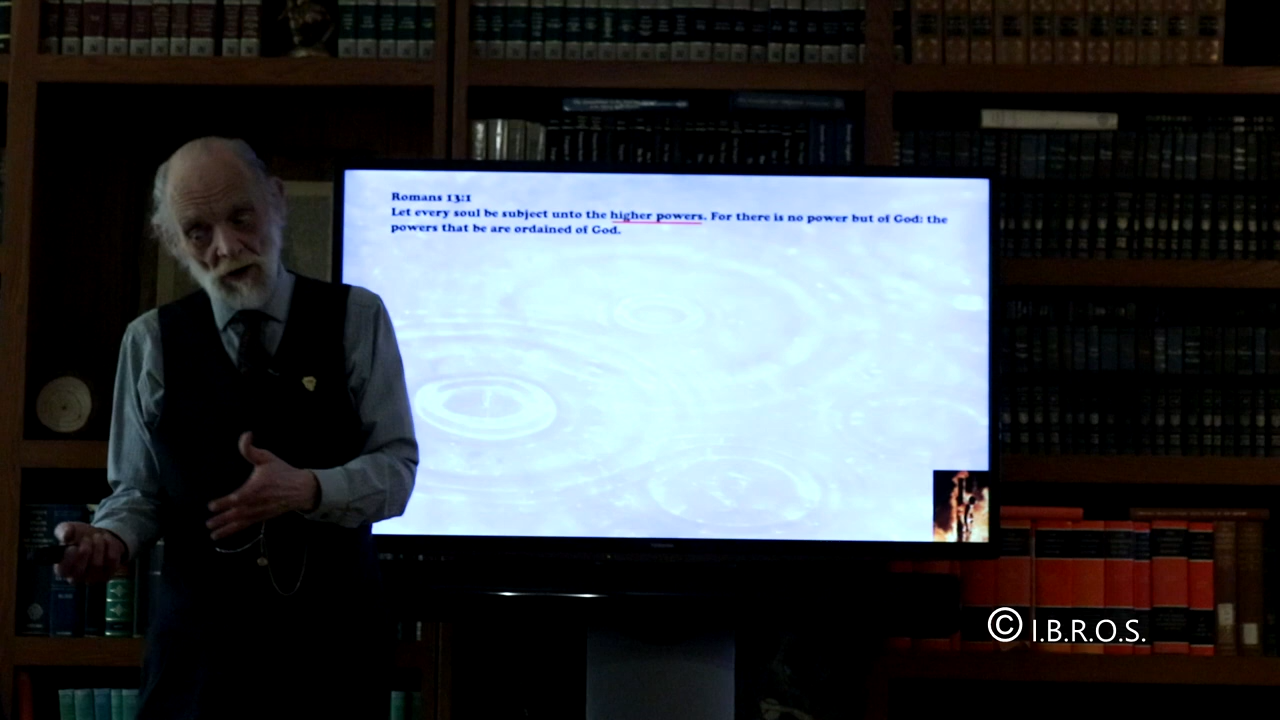 Romans 13:1
Let every soul be subject unto the higher powers. For there is no power but of God: the
powers that be are ordained of God.
© I.B.R.O.S.